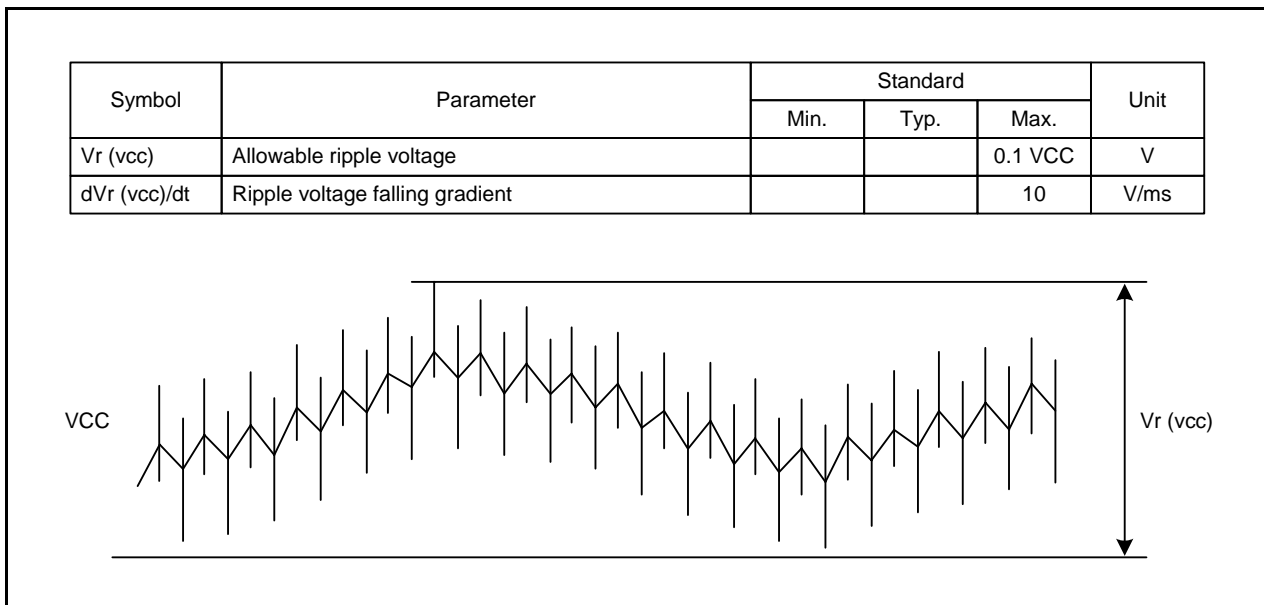 Symbol Parameter Standard Unit
Min. Typ. Max.
Vr (vcc) Allowable ripple voltage 0.1 VCC V
dVr (vcc)/dt Ripple voltage falling gradient 10 V/ms
VCC
Vr (vcc)